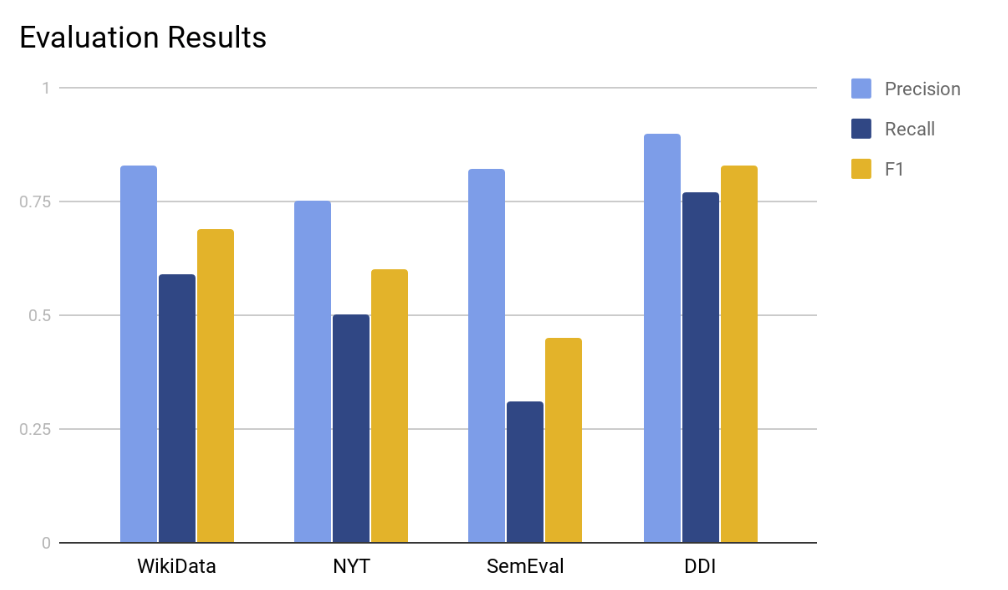 Evaluation Results
1
0.75
0.5
0.25
0
Precision
Recall
F1
WikiData NYT SemEval DDI